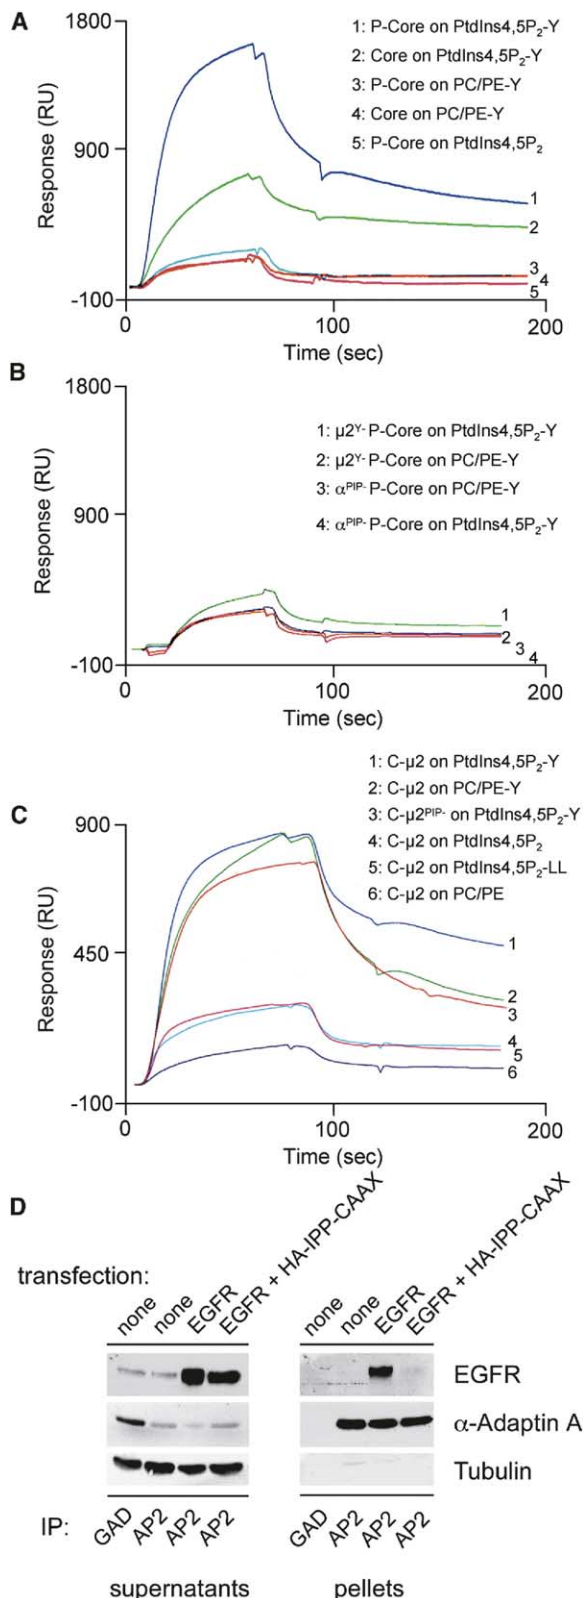 A
1800
900
-100
Response (RU)
0
100
200
Time (sec)
1: P-Core on PtdIns4,5P₂-Y
2: Core on PtdIns4,5P₂-Y
3: P-Core on PC/PE-Y
4: Core on PC/PE-Y
5: P-Core on PtdIns4,5P₂
1
2
3
4
5
B
1800
900
-100
Response (RU)
0
100
200
Time (sec)
1: μ2ʸ⁻ P-Core on PtdIns4,5P₂-Y
2: μ2ʸ⁻ P-Core on PC/PE-Y
3: αᴾᴵᴾ⁻ P-Core on PC/PE-Y
4: αᴾᴵᴾ⁻ P-Core on PtdIns4,5P₂-Y
1
2
3
4
C
900
450
-100
Response (RU)
0
100
200
Time (sec)
1: C-μ2 on PtdIns4,5P₂-Y
2: C-μ2 on PC/PE-Y
3: C-μ2ᴾᴵᴾ⁻ on PtdIns4,5P₂-Y
4: C-μ2 on PtdIns4,5P₂
5: C-μ2 on PtdIns4,5P₂-LL
6: C-μ2 on PC/PE
1
2
3
4
5
6
D
transfection:
none
none
EGFR
EGFR + HA-IPP-CAAX
none
none
EGFR
EGFR + HA-IPP-CAAX
EGFR
α-Adaptin A
Tubulin
IP:
GAD
AP2
AP2
AP2
GAD
AP2
AP2
AP2
supernatants
pellets